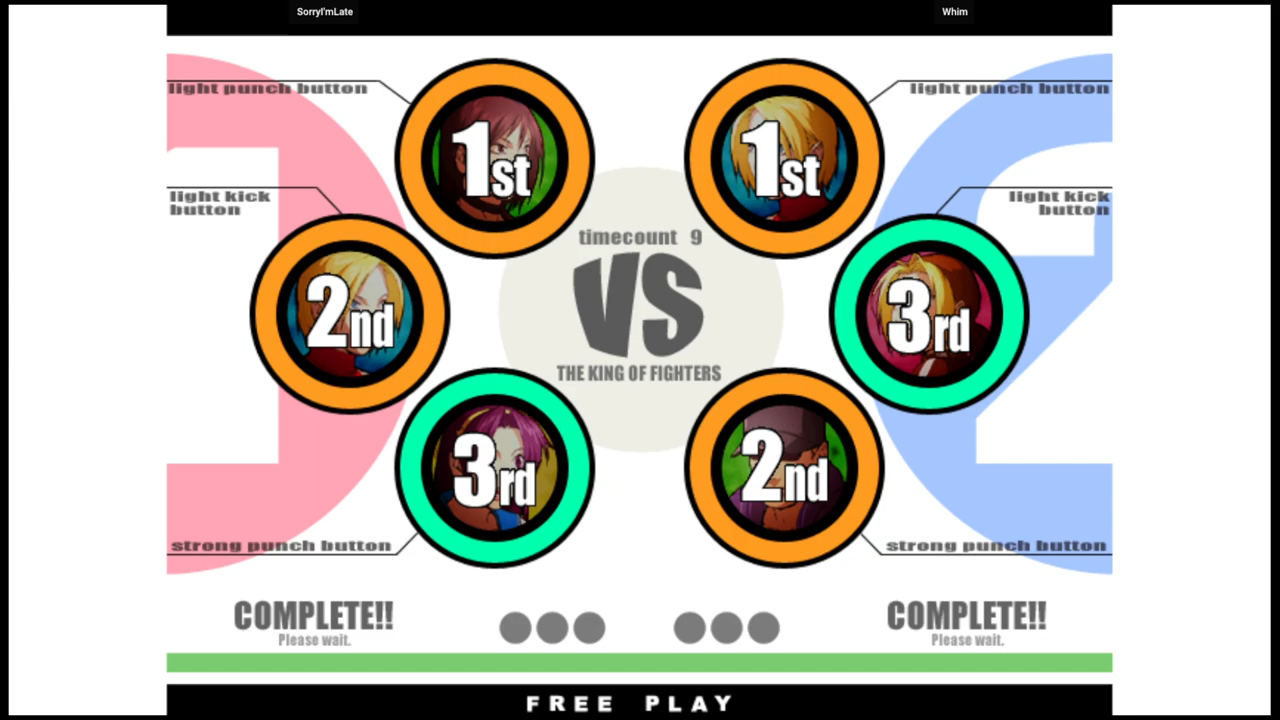 SorryI'mLate
Whim
light punch button
light punch button
1st
1st
1
2
light kick
button
light kick
button
timecount 9
VS
THE KING OF FIGHTERS
2nd
3rd
3rd
2nd
strong punch button
strong punch button
COMPLETE!!
Please wait.
COMPLETE!!
Please wait.
FREE PLAY